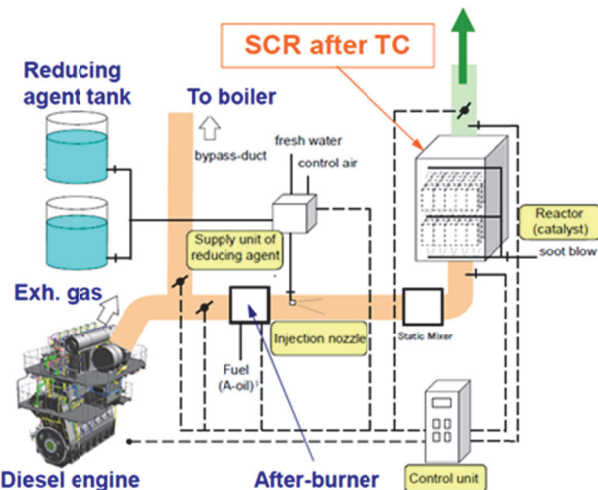 SCR after TC
Reducing
agent tank
To boiler
bypass-duct
fresh water
control air
Supply unit of
reducing agent
Reactor
(catalyst)
soot blow
Exh. gas
Injection nozzle
Static Mixer
Fuel
(A-oil)
Diesel engine
After-burner
Control unit